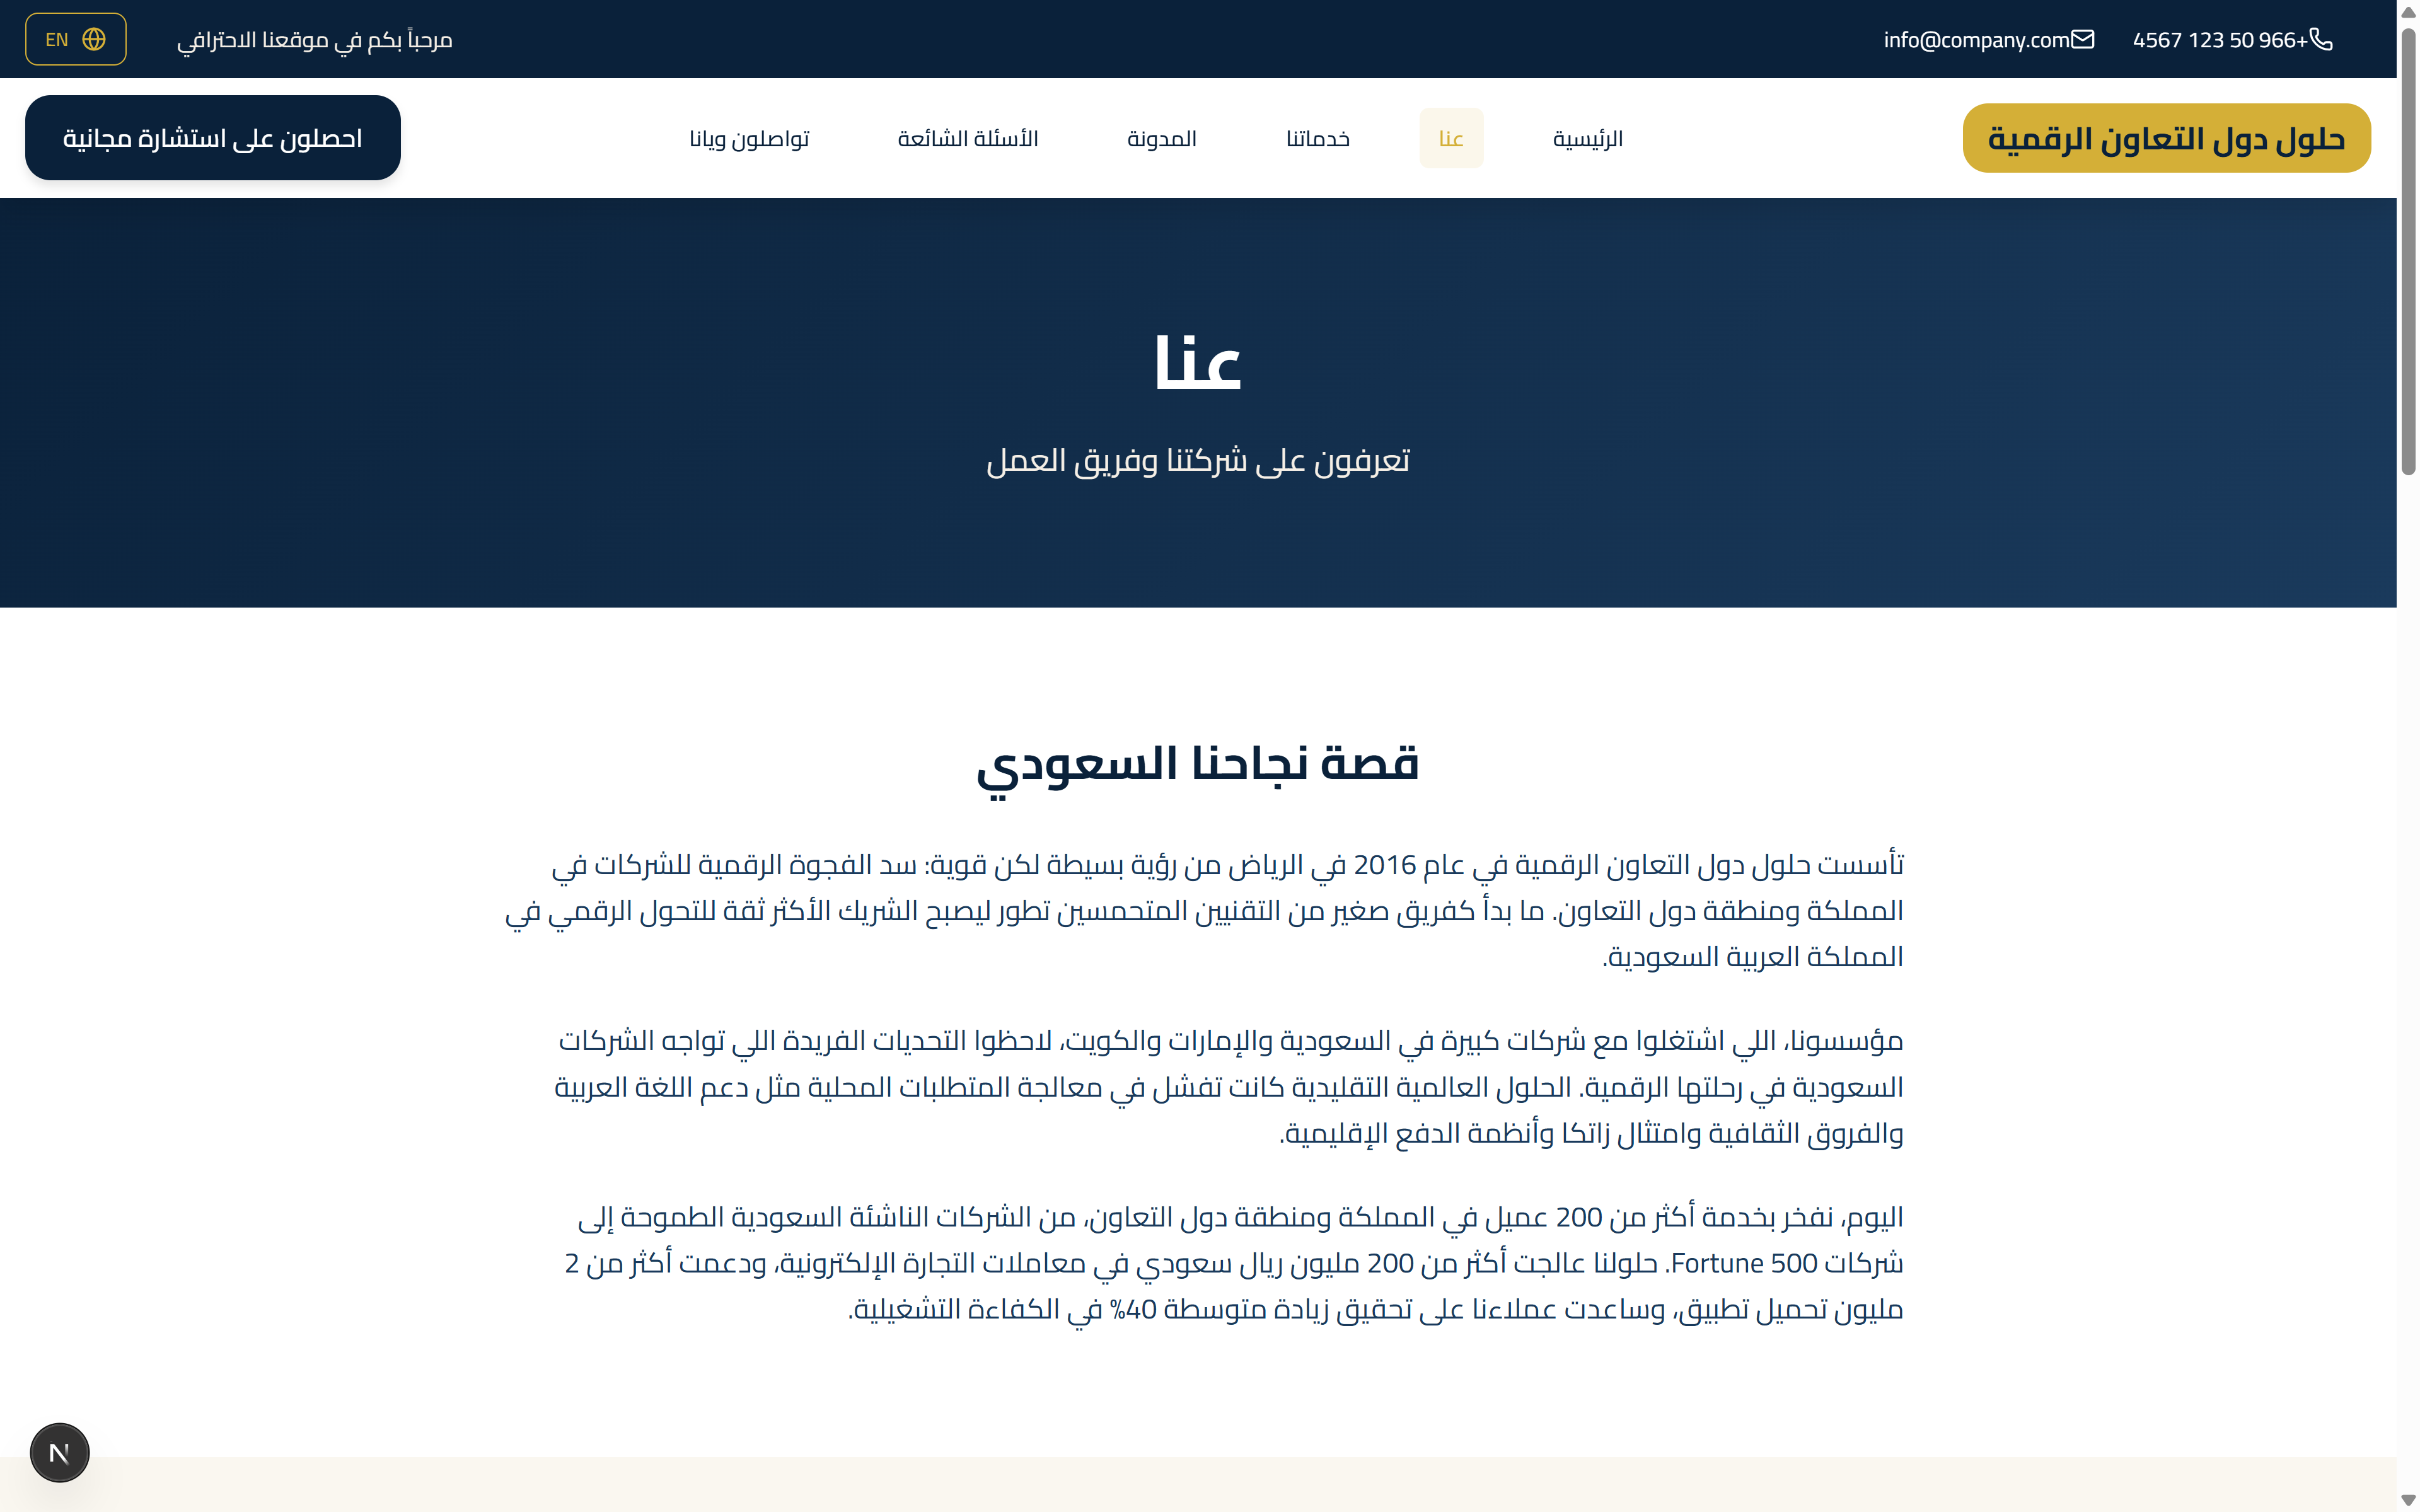 +966 50 123 4567
info@company.com
مرحباً بكم في موقعنا الاحترافي
EN
حلول دول التعاون الرقمية
الرئيسية
عنا
خدماتنا
المدونة
الأسئلة الشائعة
تواصلون ويانا
احصلون على استشارة مجانية
عنا
تعرفون على شركتنا وفريق العمل
قصة نجاحنا السعودي
تأسست حلول دول التعاون الرقمية في عام 2016 في الرياض من رؤية بسيطة لكن قوية: سد الفجوة الرقمية للشركات في
المملكة ومنطقة دول التعاون. ما بدأ كفريق صغير من التقنيين المتحمسين تطور ليصبح الشريك الأكثر ثقة للتحول الرقمي في
المملكة العربية السعودية.
مؤسسونا، اللي اشتغلوا مع شركات كبيرة في السعودية والإمارات والكويت، لاحظوا التحديات الفريدة اللي تواجه الشركات
السعودية في رحلتها الرقمية. الحلول العالمية التقليدية كانت تفشل في معالجة المتطلبات المحلية مثل دعم اللغة العربية
والفروق الثقافية وامتثال زاتكا وأنظمة الدفع الإقليمية.
اليوم، نفخر بخدمة أكثر من 200 عميل في المملكة ومنطقة دول التعاون، من الشركات الناشئة السعودية الطموحة إلى
شركات Fortune 500. حلولنا عالجت أكثر من 200 مليون ريال سعودي في معاملات التجارة الإلكترونية، ودعمت أكثر من 2
مليون تحميل تطبيق، وساعدت عملاءنا على تحقيق زيادة متوسطة 40% في الكفاءة التشغيلية.
N